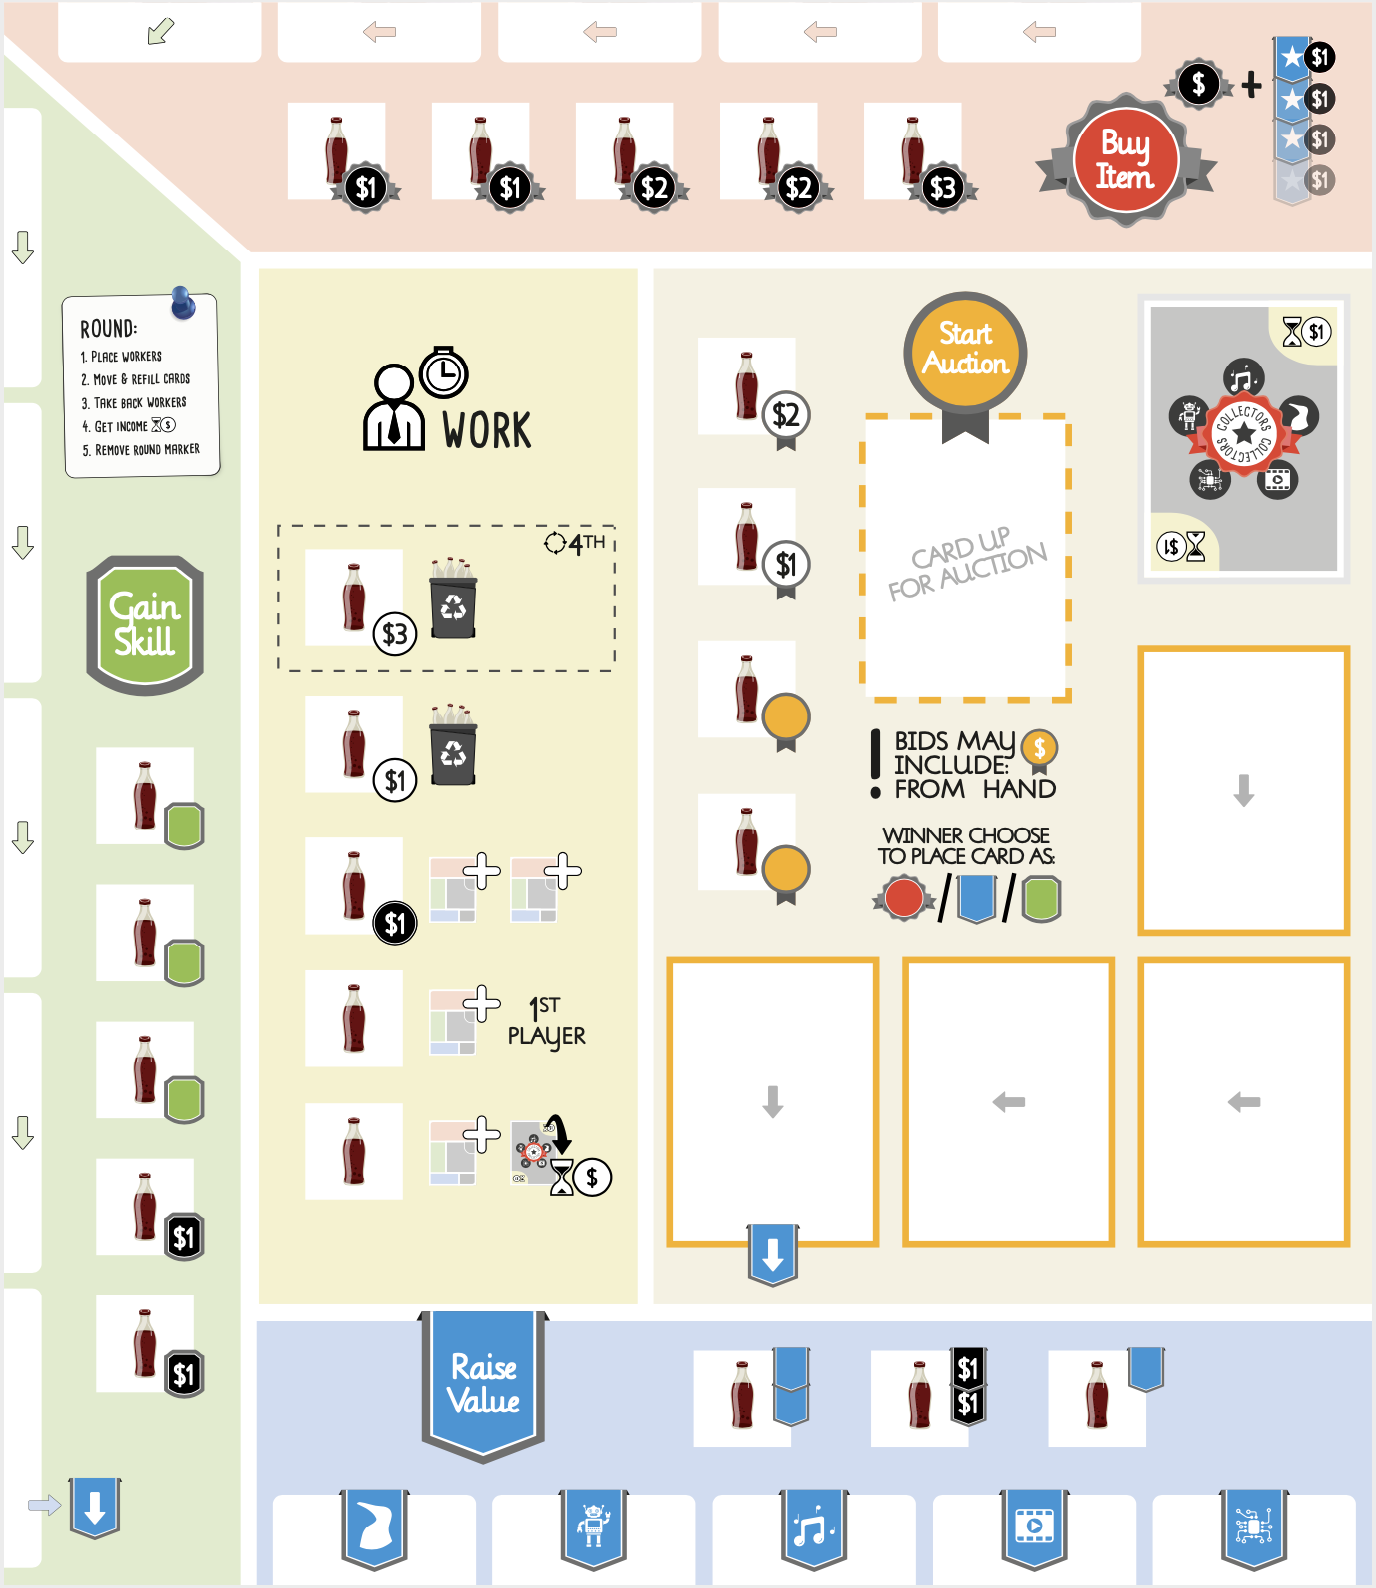 $
$1
$1
$1
$1
Buy
Item
$1
$1
$2
$2
$3
ROUND:
1. PLACE WORKERS
2. MOVE & REFILL CARDS
3. TAKE BACK WORKERS
4. GET INCOME $
5. REMOVE ROUND MARKER
Gain
Skill
$1
$1
WORK
4TH
$3
$1
$1
1ST
PLAYER
$
Start
Auction
$2
$1
CARD UP
FOR AUCTION
BIDS MAY $
INCLUDE:
FROM HAND
WINNER CHOOSE
TO PLACE CARD AS:
/ /
$1
COLLECTORS
COLLECTORS
$1
Raise
Value
$1
$1